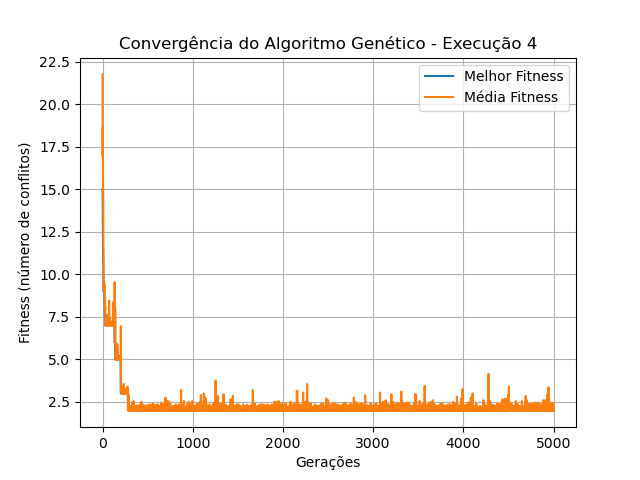 Convergência do Algoritmo Genético - Execução 4
Melhor Fitness
Média Fitness
Fitness (número de conflitos)
22.5
20.0
17.5
15.0
12.5
10.0
7.5
5.0
2.5
0 1000 2000 3000 4000 5000
Gerações